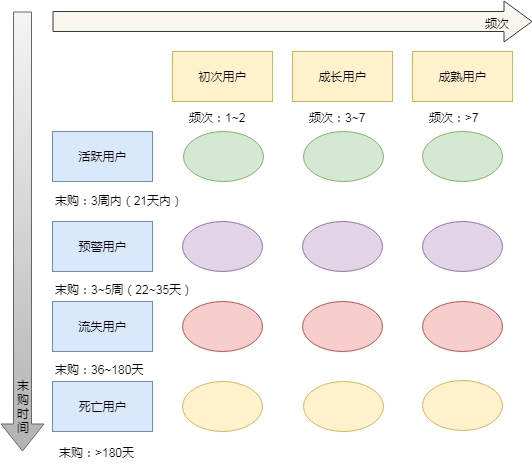 频次
初次用户
成长用户
成熟用户
频次：1~2
频次：3~7
频次：>7
活跃用户
末购：3周内（21天内）
预警用户
末购：3~5周（22~35天）
流失用户
末购：36~180天
死亡用户
末购：>180天
末购时间